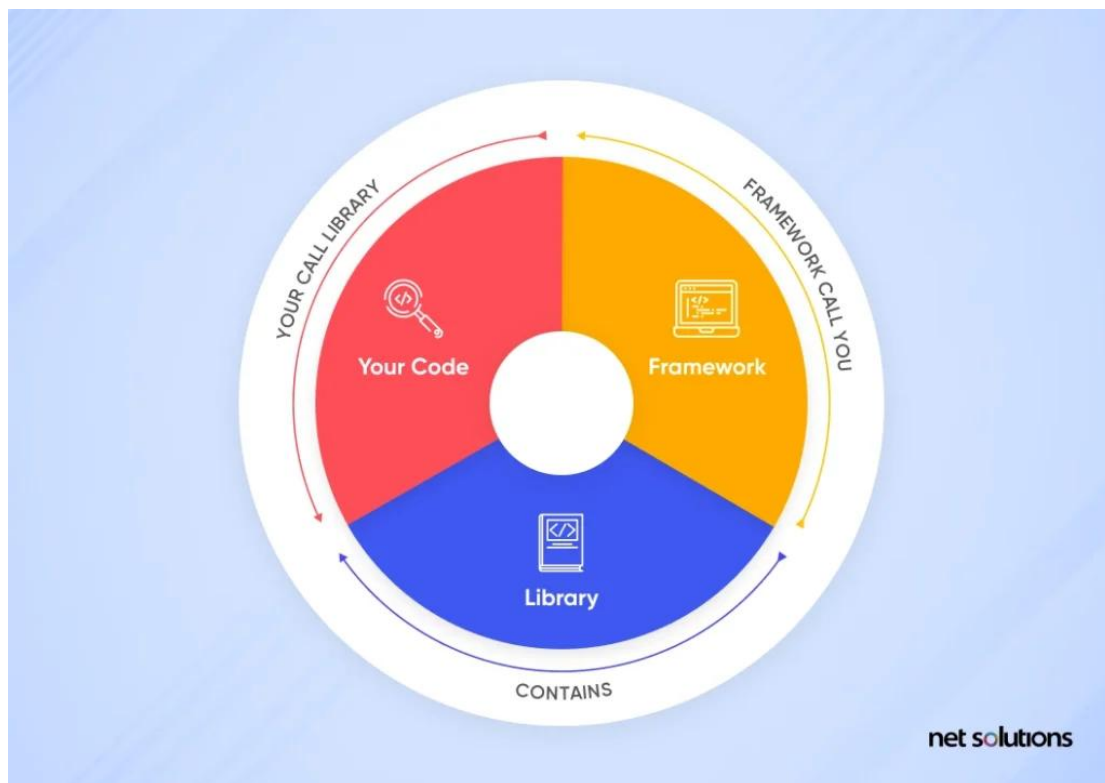 YOUR CALL LIBRARY
FRAMEWORK CALL YOU
</>
Your Code
</>
Framework
</>
Library
CONTAINS
net solutions